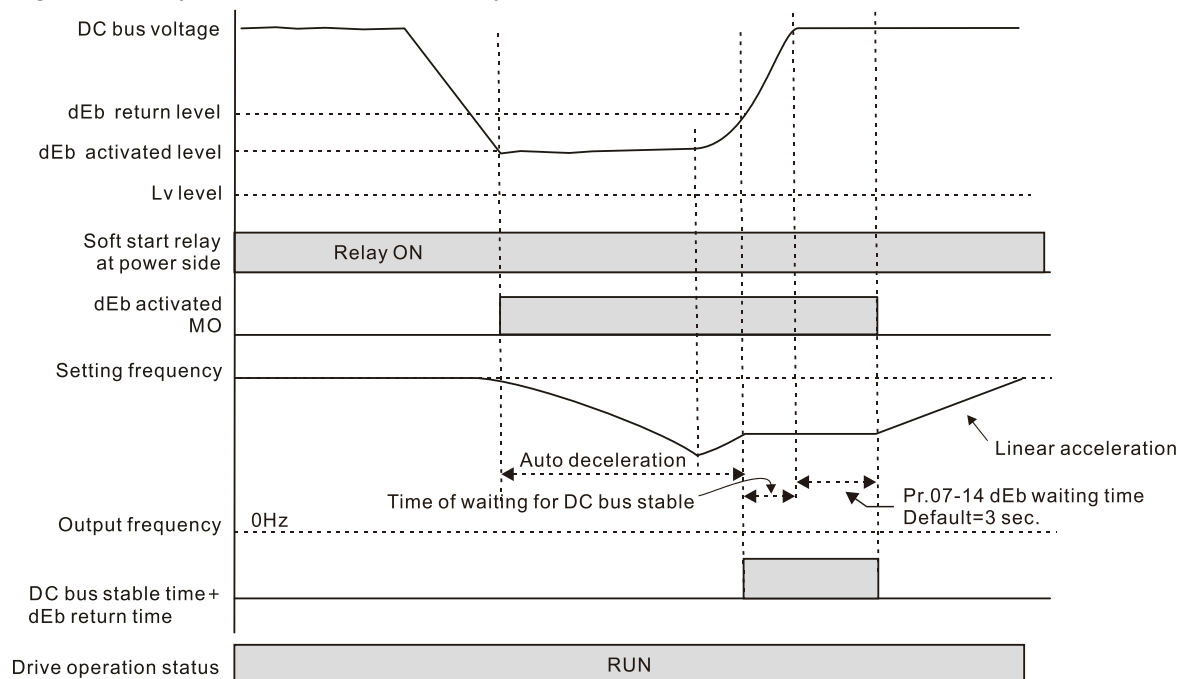 DC bus voltage
dEb return level
dEb activated level
Lv level
Soft start relay
at power side
Relay ON
dEb activated
MO
Setting frequency
Linear acceleration
Auto deceleration
Time of waiting for DC bus stable
Pr.07-14 dEb waiting time
Default=3 sec.
Output frequency
0Hz
DC bus stable time+
dEb return time
Drive operation status
RUN